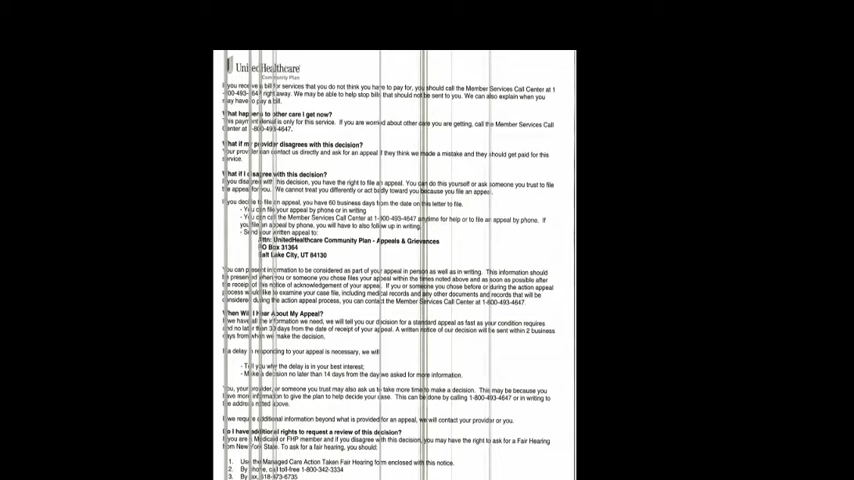 UnitedHealthcare
Community Plan
If you receive a bill for services that you do not think you have to pay for, you should call the Member Services Call Center at 1
-800-493-4647 right away. We may be able to help stop bills that should not be sent to you. We can also explain when you
may have to pay a bill.
What happens to other care I get now?
This payment denial is only for this service. If you are worried about other care you are getting, call the Member Services Call
Center at 1-800-493-4647.
What if my provider disagrees with this decision?
Your provider can contact us directly and ask for an appeal if they think we made a mistake and they should get paid for this
service.
What if I disagree with this decision?
If you disagree with this decision, you have the right to file an appeal. You can do this yourself or ask someone you trust to file
the appeal for you. We cannot treat you differently or act badly toward you because you file an appeal.
If you decide to file an appeal, you have 60 business days from the date on this letter to file.
- You can file your appeal by phone or in writing
- You can call the Member Services Call Center at 1-800-493-4647 anytime for help or to file an appeal by phone. If
you file an appeal by phone, you will have to also follow up in writing.
- Send your written appeal to:
Attn: UnitedHealthcare Community Plan - Appeals & Grievances
PO Box 31364
Salt Lake City, UT 84130
You can present information to be considered as part of your appeal in person as well as in writing. This information should
be presented when you or someone you chose files your appeal within the times noted above and as soon as possible after
the receipt of this notice of acknowledgement of your appeal. If you or someone you chose before or during the action appeal
process would like to examine your case file, including medical records and any other documents and records that will be
considered during the action appeal process, you can contact the Member Services Call Center at 1-800-493-4647.
When Will I Hear About My Appeal?
If we have all the information we need, we will tell you our decision for a standard appeal as fast as your condition requires
and no later than 30 days from the date of receipt of your appeal. A written notice of our decision will be sent within 2 business
days from when we make the decision.
If a delay in responding to your appeal is necessary, we will:
- Tell you why the delay is in your best interest;
- Make a decision no later than 14 days from the day we asked for more information.
You, your provider, or someone you trust may also ask us to take more time to make a decision. This may be because you
have more information to give the plan to help decide your case. This can be done by calling 1-800-493-4647 or in writing to
the address noted above.
If we require additional information beyond what is provided for an appeal, we will contact your provider or you.
Do I have additional rights to request a review of this decision?
If you are a Medicaid or FHP member and if you disagree with this decision, you may have the right to ask for a Fair Hearing
from New York State. To ask for a fair hearing, you should:
1. Use the Managed Care Action Taken Fair Hearing form enclosed with this notice.
2. By phone, call toll-free 1-800-342-3334
3. By fax, 518-473-6735